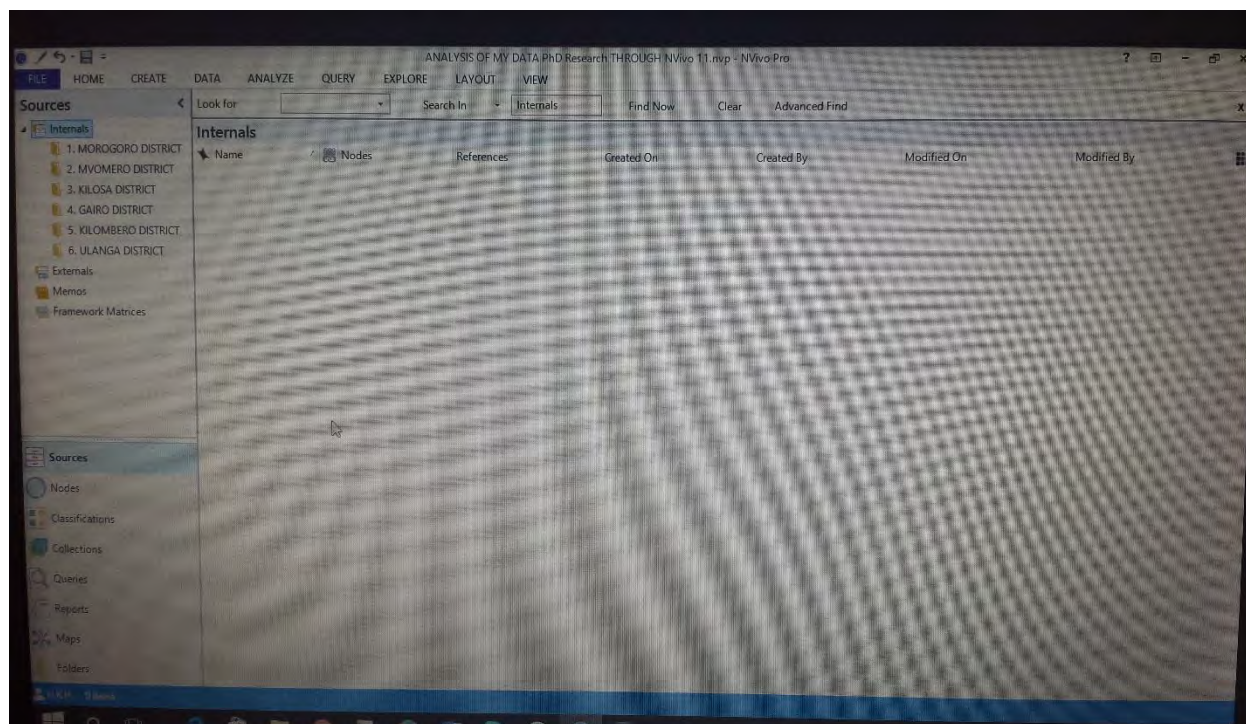 ANALYSIS OF MY DATA PhD Research THROUGH NVivo 11.nvp - NVivo Pro
?
FILE HOME CREATE DATA ANALYZE QUERY EXPLORE LAYOUT VIEW
Sources
Look for Search In Internals Find Now Clear Advanced Find x
Internals
1. MOROGORO DISTRICT
2. MVOMERO DISTRICT
3. KILOSA DISTRICT
4. GAIRO DISTRICT
5. KILOMBERO DISTRICT
6. ULANGA DISTRICT
Externals
Memos
Framework Matrices
Internals
Name Nodes References Created On Created By Modified On Modified By
Sources
Nodes
Classifications
Collections
Queries
Reports
Maps
Folders